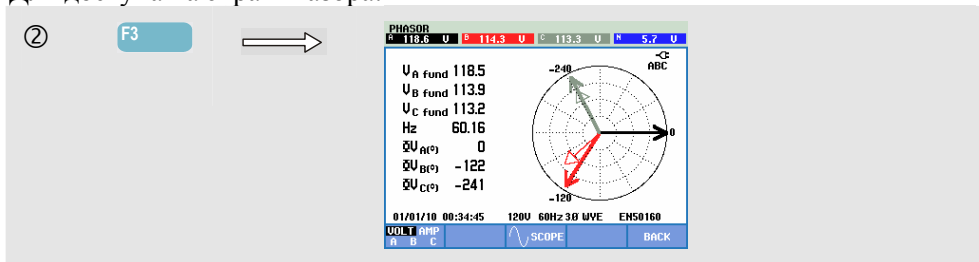 ② F3
PHASOR
A 118.6 V B 114.3 V C 113.3 V N 5.7 V
ABC
VA fund 118.5
VB fund 113.9
VC fund 113.2
Hz 60.16
ΦVA(°) 0
ΦVB(°) -122
ΦVC(°) -241
-240
0
-120
01/01/10 00:34:45 120V 60Hz 3Ø WYE EN50160
VOLT AMP
A B C
SCOPE
BACK